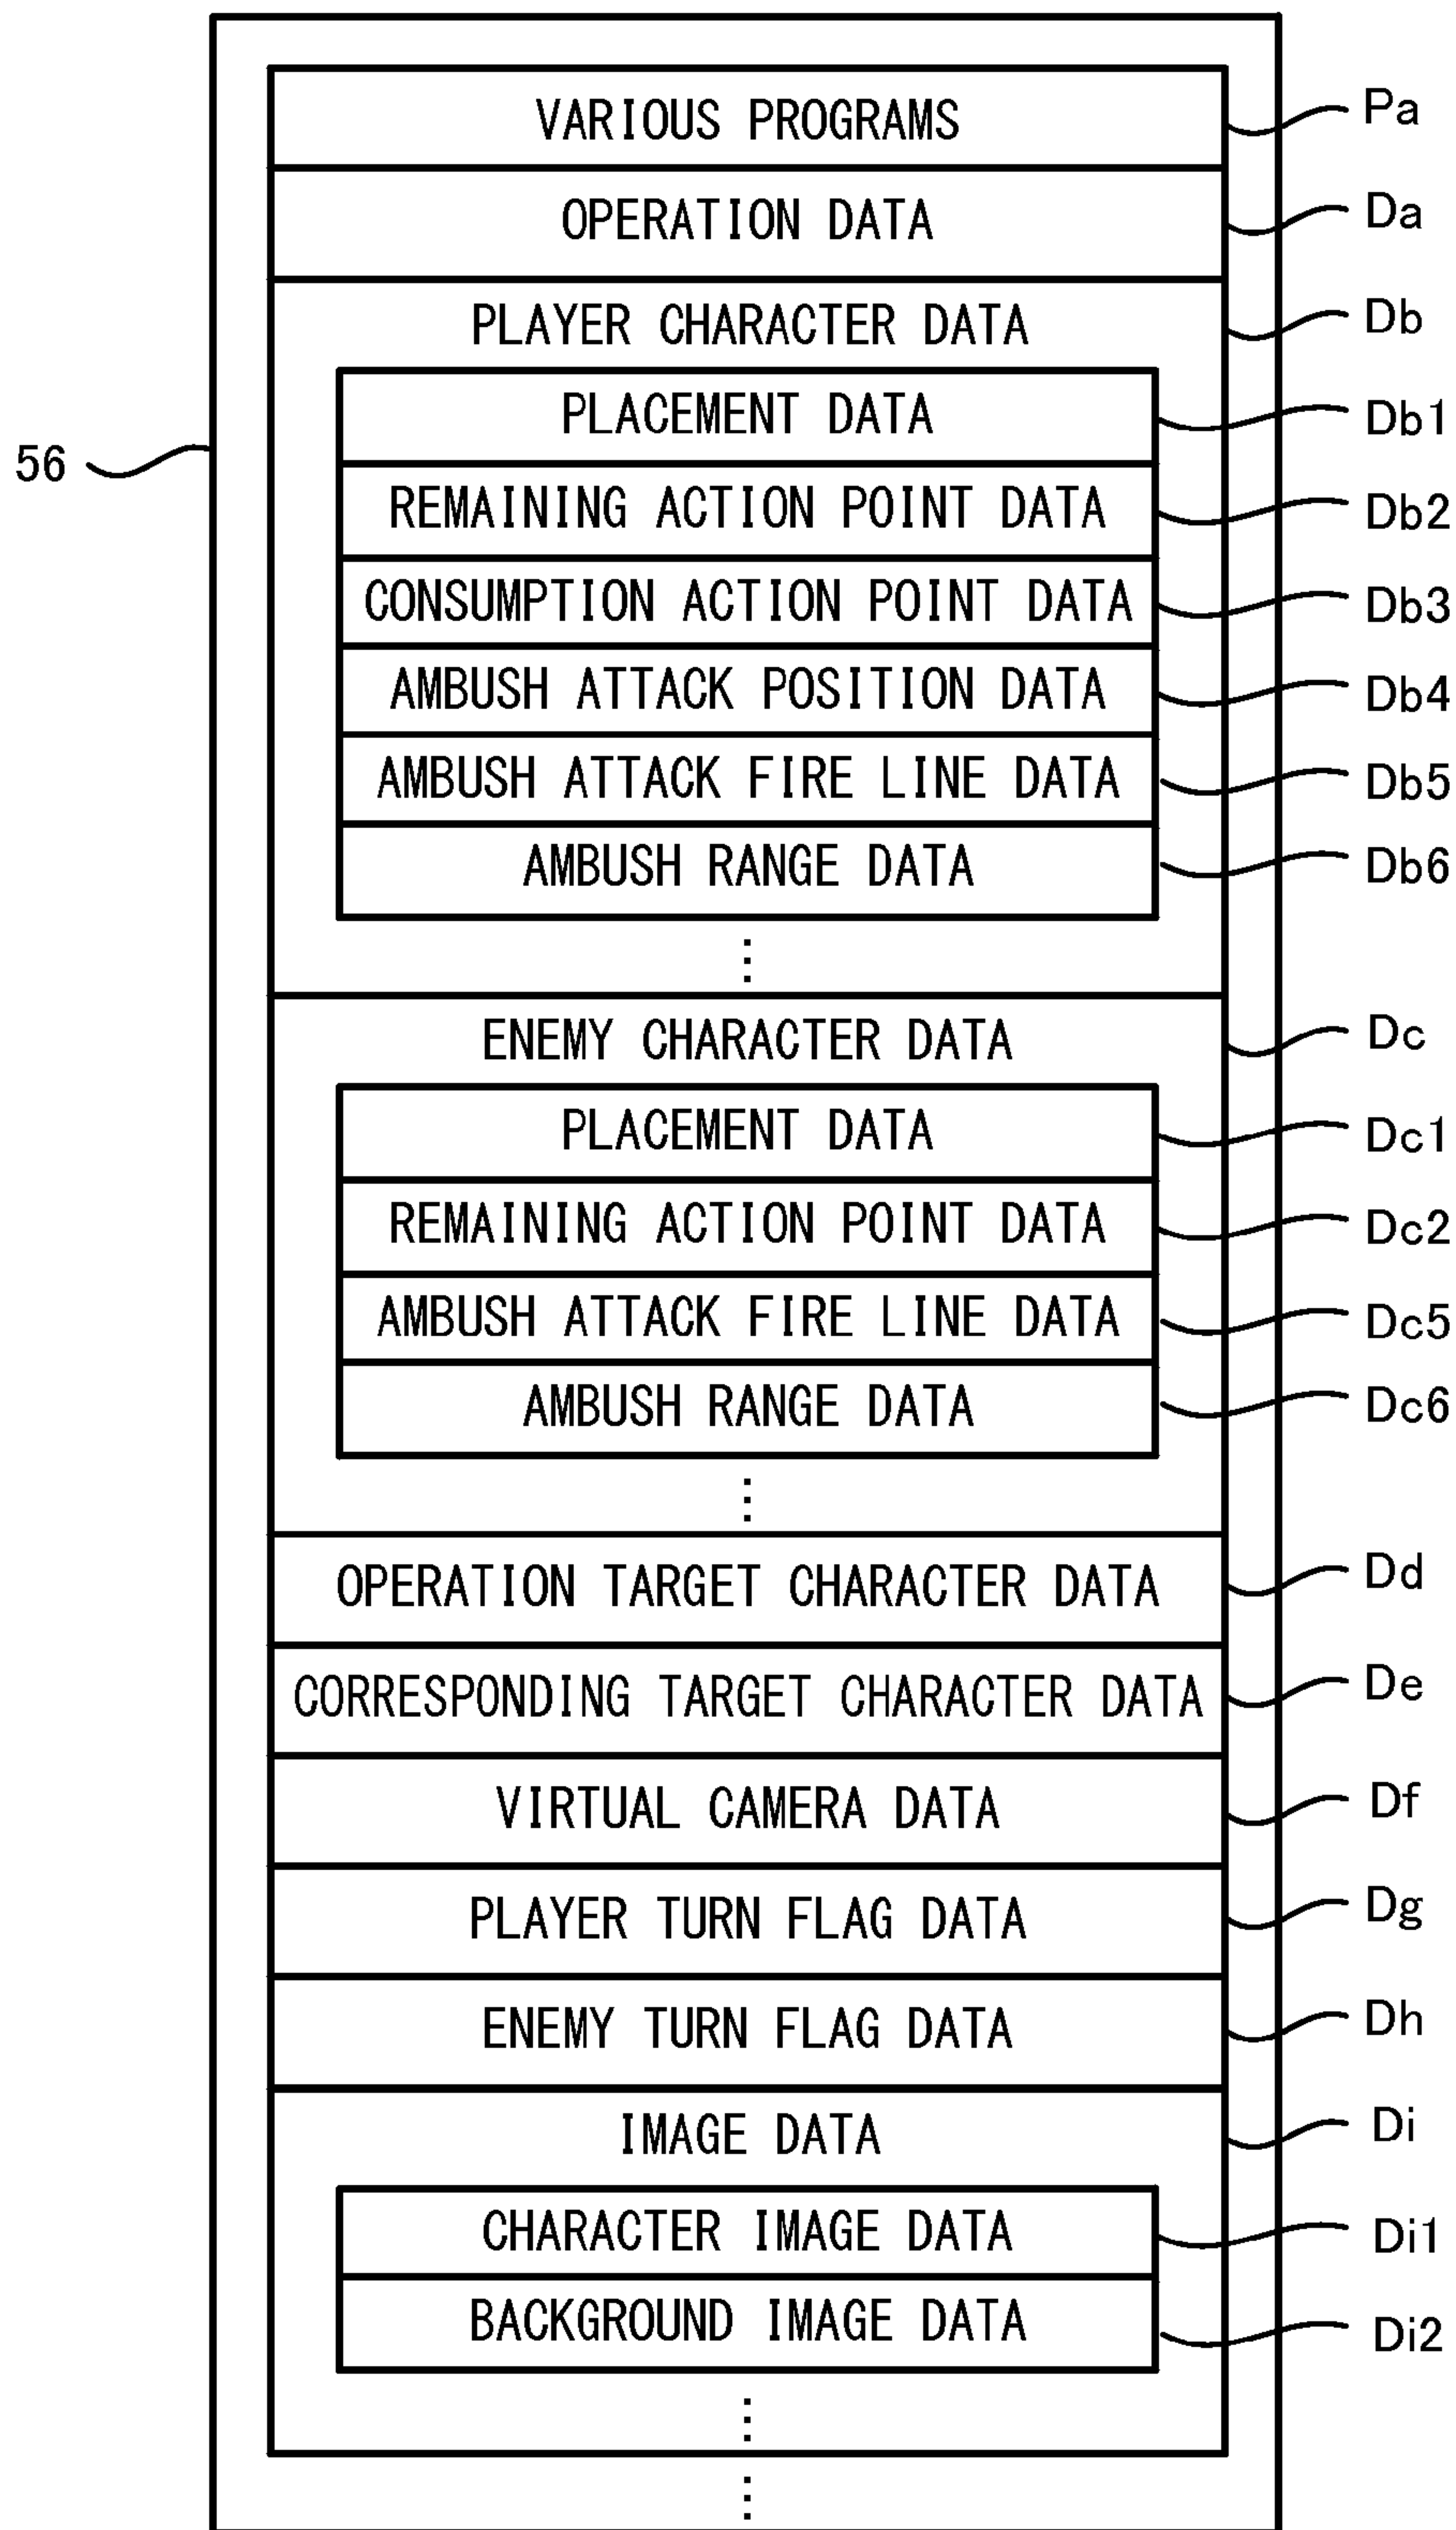 VARIOUS PROGRAMS Pa
OPERATION DATA Da
PLAYER CHARACTER DATA Db
PLACEMENT DATA Db1
56
REMAINING ACTION POINT DATA Db2
CONSUMPTION ACTION POINT DATA Db3
AMBUSH ATTACK POSITION DATA Db4
AMBUSH ATTACK FIRE LINE DATA Db5
AMBUSH RANGE DATA Db6
ENEMY CHARACTER DATA Dc
PLACEMENT DATA Dc1
REMAINING ACTION POINT DATA Dc2
AMBUSH ATTACK FIRE LINE DATA Dc5
AMBUSH RANGE DATA Dc6
OPERATION TARGET CHARACTER DATA Dd
CORRESPONDING TARGET CHARACTER DATA De
VIRTUAL CAMERA DATA Df
PLAYER TURN FLAG DATA Dg
ENEMY TURN FLAG DATA Dh
IMAGE DATA Di
CHARACTER IMAGE DATA Di1
BACKGROUND IMAGE DATA Di2